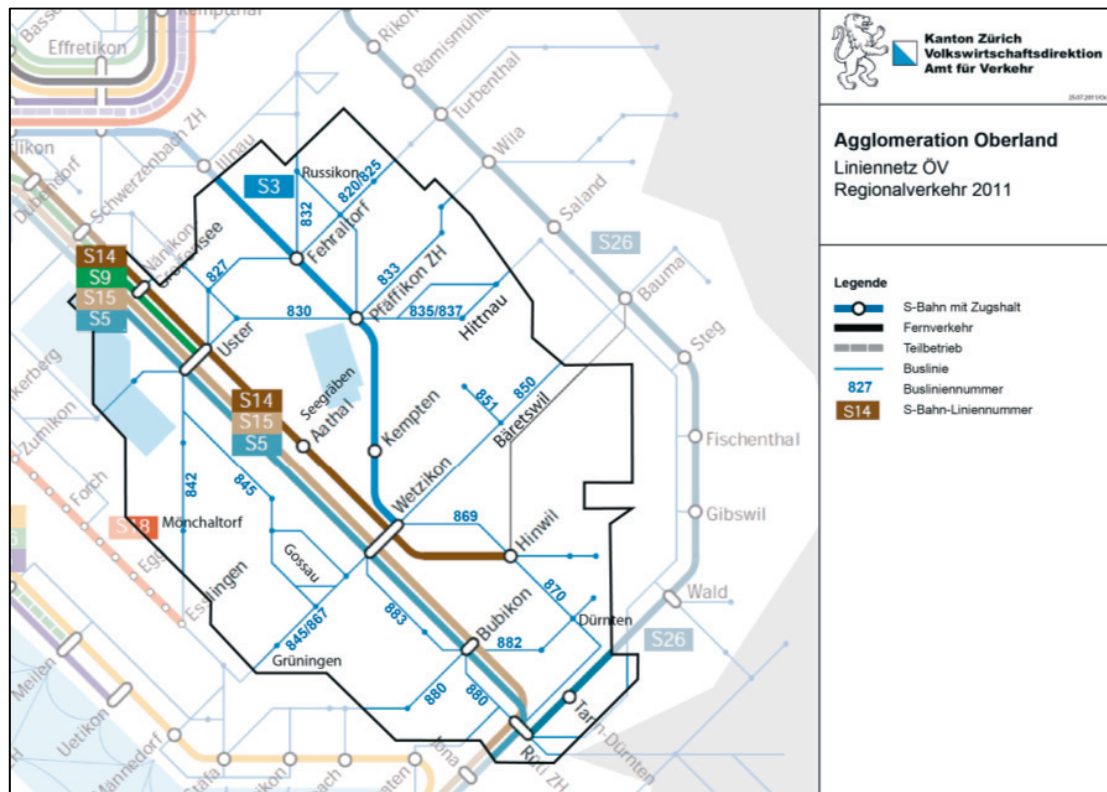 Effretikon
Rikon
Ramismühle
Turbenthal
Wila
Saland
S26
Bauma
Steg
Fischenthal
Gibswil
Wald
S26
Illnau
Russikon
S3
832
820/825
Fehraltorf
Dübendorf
Schwerzenbach ZH
Nänikon
Greifensee
S14
S9
S15
S5
827
830
833
Pfäffikon ZH
835/837
Hittnau
Uster
Seegräben
S14
S15
S5
Aathal
Kempten
851
850
Bäretswil
Wetzikon
869
Hinwil
870
Dürnten
842
845
Mönchaltorf
S18
Zumikon
Forch
Egg
Esslingen
Gossau
845/867
Grüningen
883
Bubikon
882
880
880
Tann-Dürnten
Rüti ZH
Jona
Meilen
Uetikon
Männedorf
Stäfa
Kanton Zürich
Volkswirtschaftsdirektion
Amt für Verkehr
Agglomeration Oberland
Liniennetz ÖV
Regionalverkehr 2011
Legende
S-Bahn mit Zugshalt
Fernverkehr
Teilbetrieb
Buslinie
827 Busliniennummer
S14 S-Bahn-Liniennummer